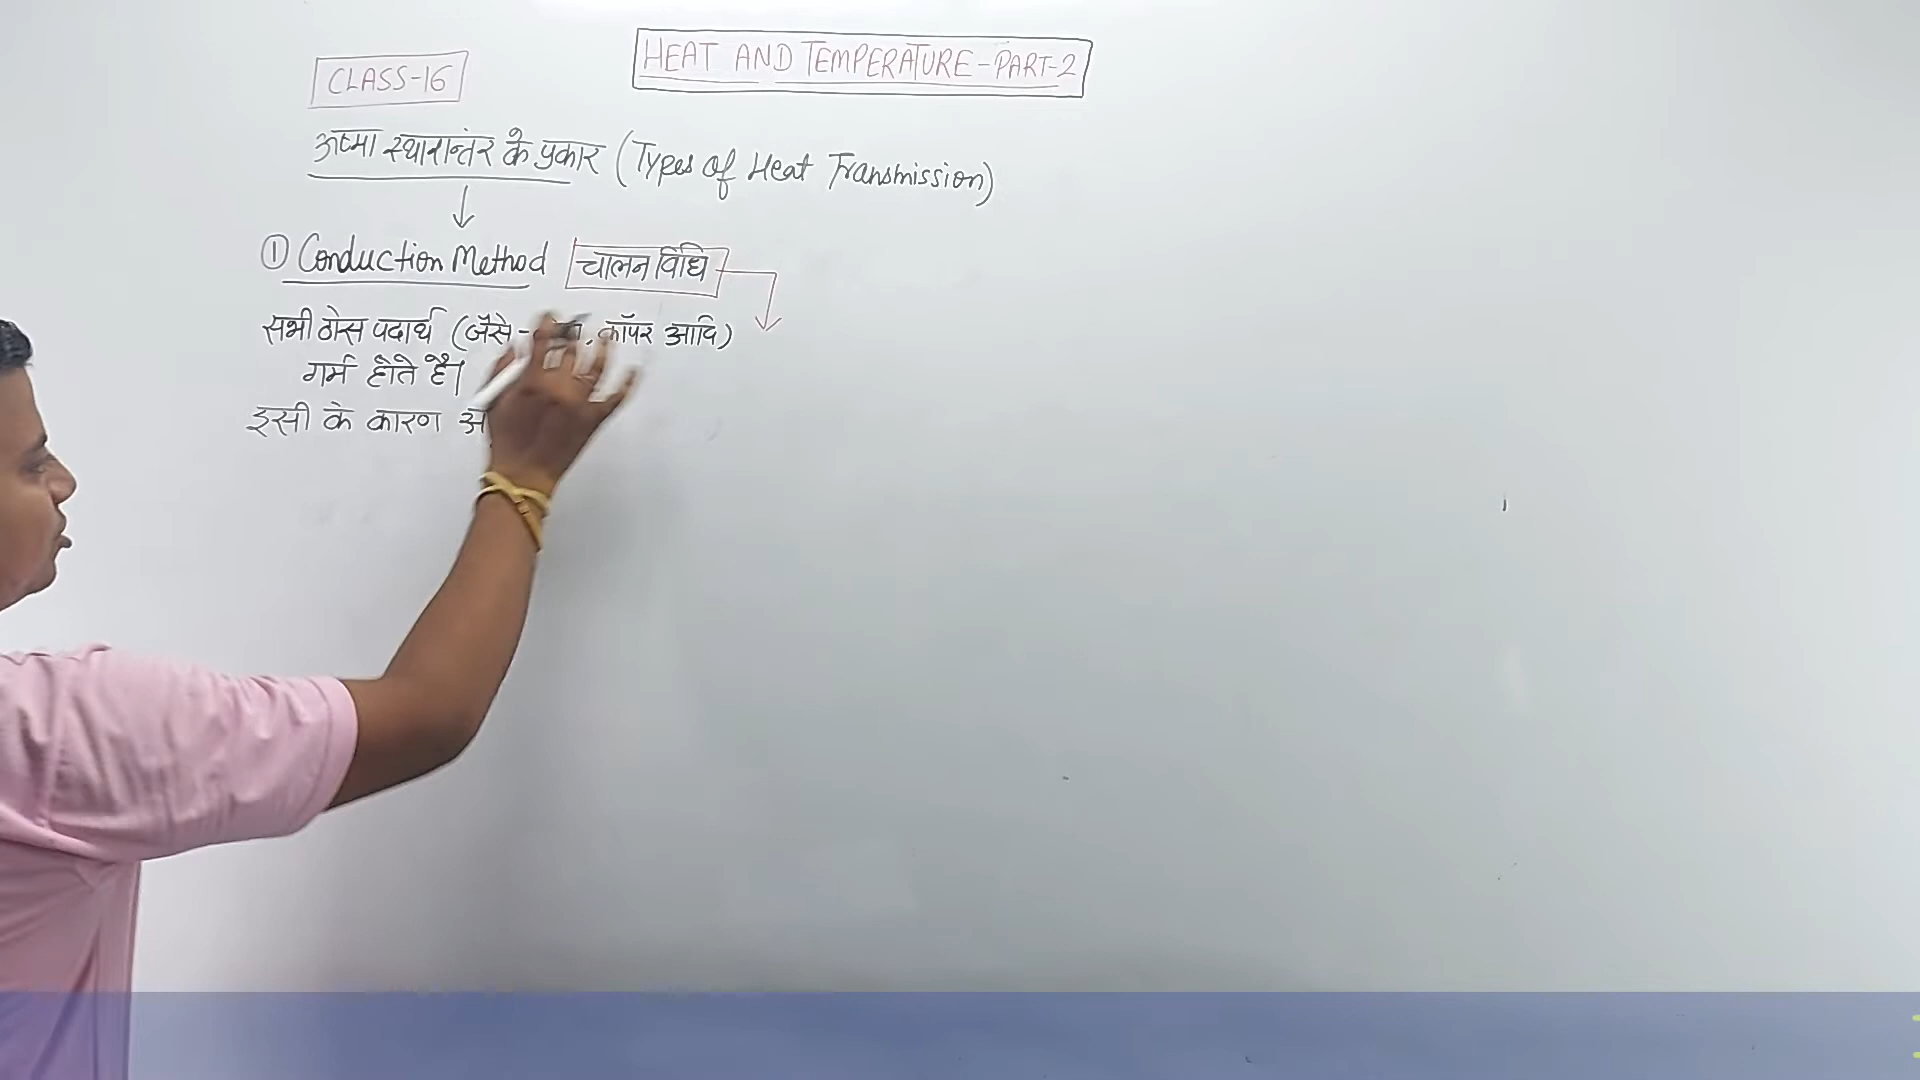 CLASS-16
HEAT AND TEMPERATURE-PART-2
ऊष्मा स्थानान्तर के प्रकार (Types of Heat Transmission)
① Conduction Method चालन विधि
सभी ठोस पदार्थ (जैसे- कॉपर आदि)
गर्म होते है।
इसी के कारण